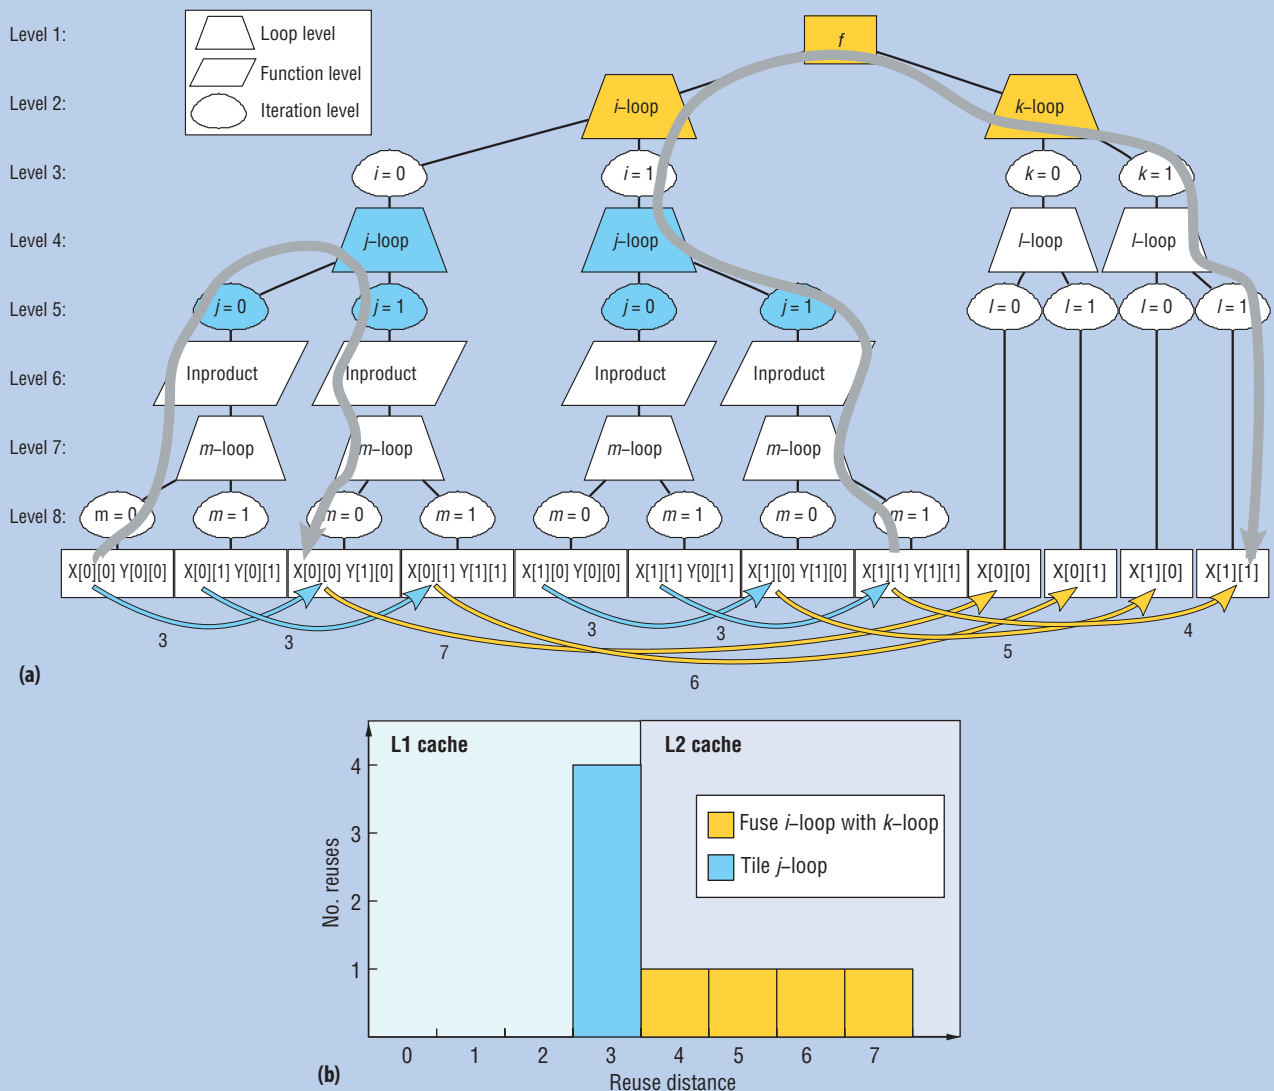 Level 1:
Loop level
Function level
Iteration level
f
Level 2:
i–loop
k–loop
Level 3:
i = 0
i = 1
k = 0
k = 1
Level 4:
j–loop
j–loop
l–loop
l–loop
Level 5:
j = 0
j = 1
j = 0
j = 1
l = 0
l = 1
l = 0
l = 1
Level 6:
Inproduct
Inproduct
Inproduct
Inproduct
Level 7:
m–loop
m–loop
m–loop
m–loop
Level 8:
m = 0
m = 1
m = 0
m = 1
m = 0
m = 1
m = 0
m = 1
X[0][0] Y[0][0]
X[0][1] Y[0][1]
X[0][0] Y[1][0]
X[0][1] Y[1][1]
X[1][0] Y[0][0]
X[1][1] Y[0][1]
X[1][0] Y[1][0]
X[1][1] Y[1][1]
X[0][0]
X[0][1]
X[1][0]
X[1][1]
3
3
7
3
3
6
5
4
(a)
L1 cache
L2 cache
Fuse i–loop with k–loop
Tile j–loop
No. reuses
4
3
2
1
0
1
2
3
4
5
6
7
Reuse distance
(b)